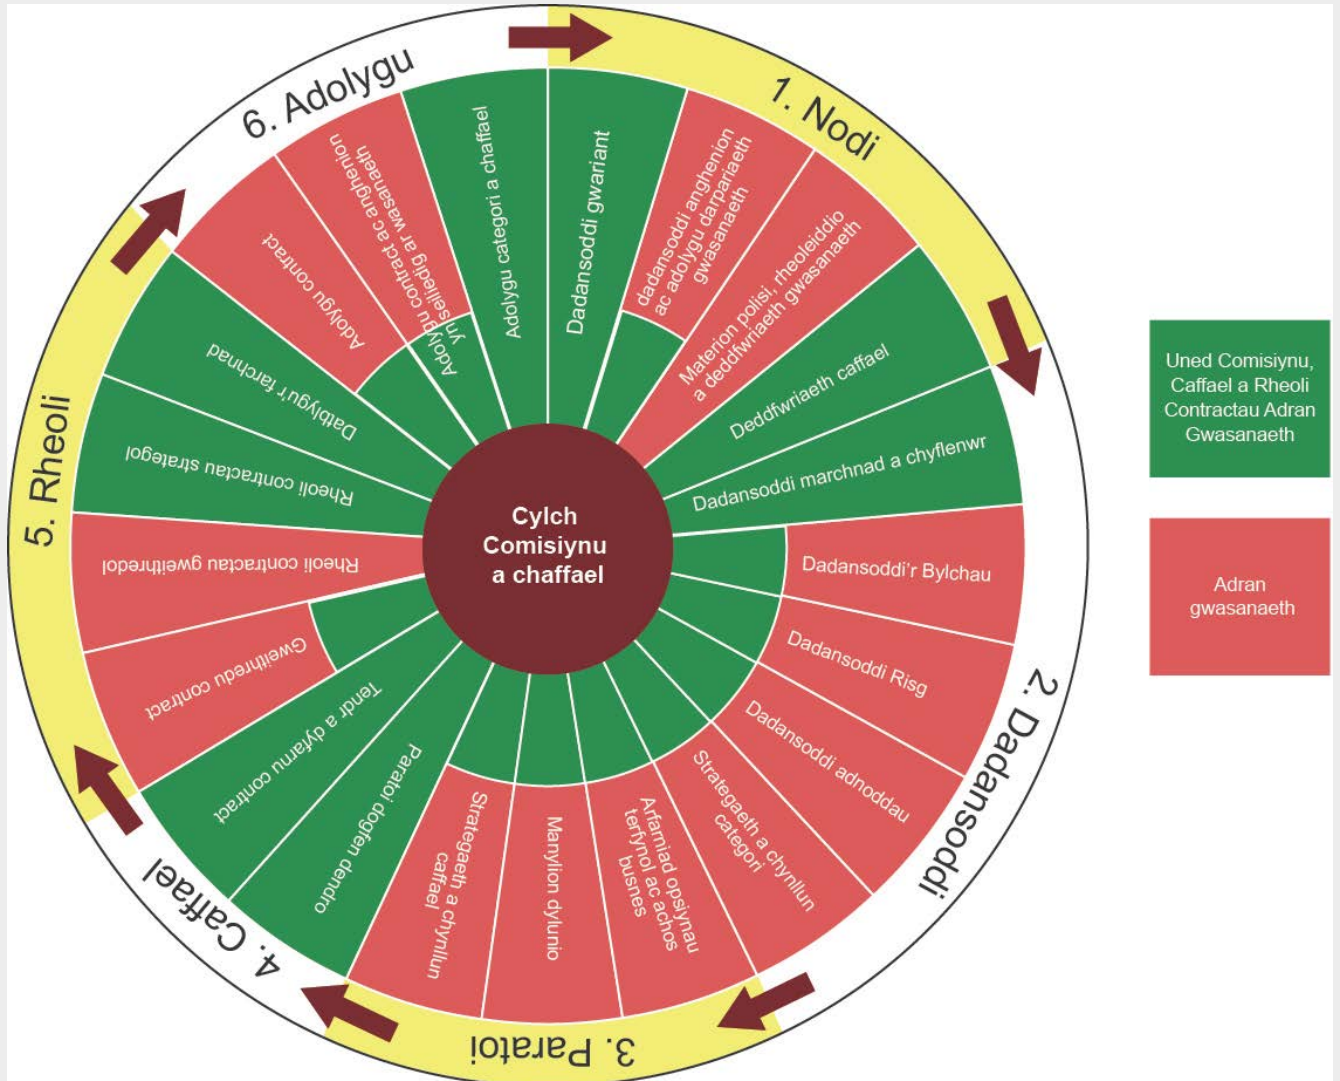 Cylch
Comisiynu
a chaffael
1. Nodi
Dadansoddi gwariant
dadansoddi anghenion
ac adolygu darpariaeth
gwasanaeth
Materion polisi, rheoleiddio
a deddfwriaeth gwasanaeth
Deddfwriaeth caffael
2. Dadansoddi
Dadansoddi marchnad a chyflenwr
Dadansoddi'r Bylchau
Dadansoddi Risg
Dadansoddi adnoddau
Strategaeth a chynllun
categori
3. Paratoi
Arfarniad opsiynau
terfynol ac achos
busnes
Manylion dylunio
Strategaeth a chynllun
caffael
4. Caffael
Paratoi dogfen dendro
Tendr a dyfarnu contract
5. Rheoli
Gweithredu contract
Rheoli contractau gweithredol
Rheoli contractau strategol
Datblygu'r farchnad
6. Adolygu
Adolygu contract
Adolygu contract ac anghenion
yn seiliedig ar wasanaeth
Adolygu categori a chaffael
Uned Comisiynu,
Caffael a Rheoli
Contractau Adran
Gwasanaeth
Adran
gwasanaeth